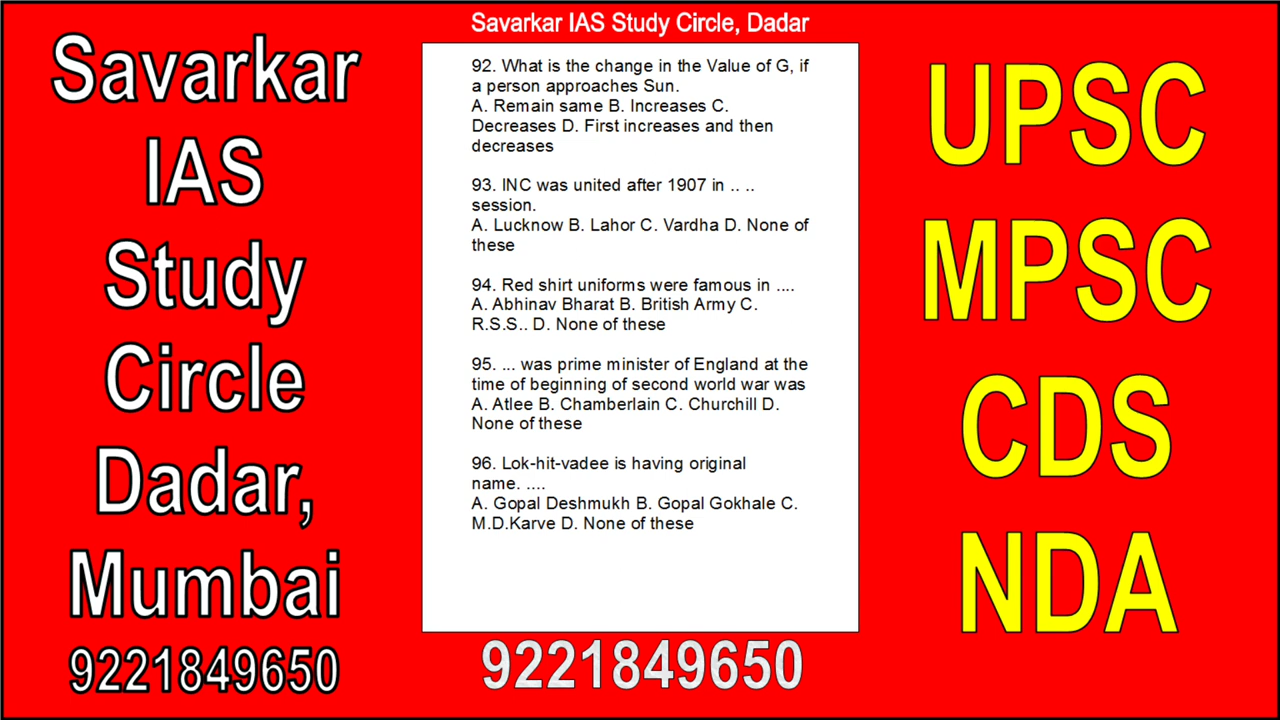 Savarkar IAS Study Circle, Dadar
Savarkar
IAS
Study
Circle
Dadar,
Mumbai
9221849650
92. What is the change in the Value of G, if
a person approaches Sun.
A. Remain same B. Increases C.
Decreases D. First increases and then
decreases
93. INC was united after 1907 in .. ..
session.
A. Lucknow B. Lahor C. Vardha D. None of
these
94. Red shirt uniforms were famous in ....
A. Abhinav Bharat B. British Army C.
R.S.S.. D. None of these
95. ... was prime minister of England at the
time of beginning of second world war was
A. Atlee B. Chamberlain C. Churchill D.
None of these
96. Lok-hit-vadee is having original
name. ....
A. Gopal Deshmukh B. Gopal Gokhale C.
M.D.Karve D. None of these
9221849650
UPSC
MPSC
CDS
NDA